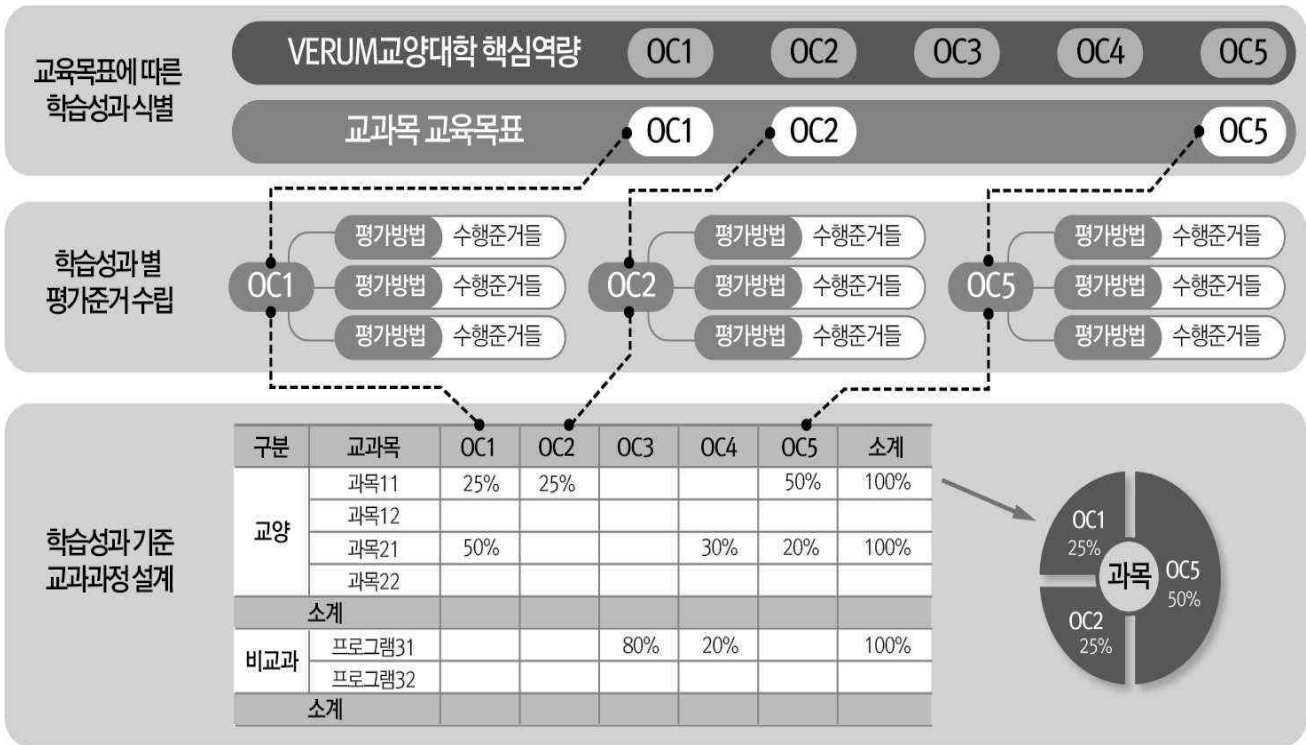 교육목표에 따른
학습성과 식별
VERUM교양대학 핵심역량 OC1 OC2 OC3 OC4 OC5
교과목 교육목표 OC1 OC2 OC5
학습성과 별
평가준거 수립
OC1
평가방법 수행준거들
평가방법 수행준거들
평가방법 수행준거들
OC2
평가방법 수행준거들
평가방법 수행준거들
평가방법 수행준거들
OC5
평가방법 수행준거들
평가방법 수행준거들
평가방법 수행준거들
학습성과 기준
교과과정 설계
구분 교과목 OC1 OC2 OC3 OC4 OC5 소계
교양
과목11 25% 25% 50% 100%
과목12
과목21 50% 30% 20% 100%
과목22
소계
비교과
프로그램31 80% 20% 100%
프로그램32
소계
OC1
25%
과목
OC5
50%
OC2
25%